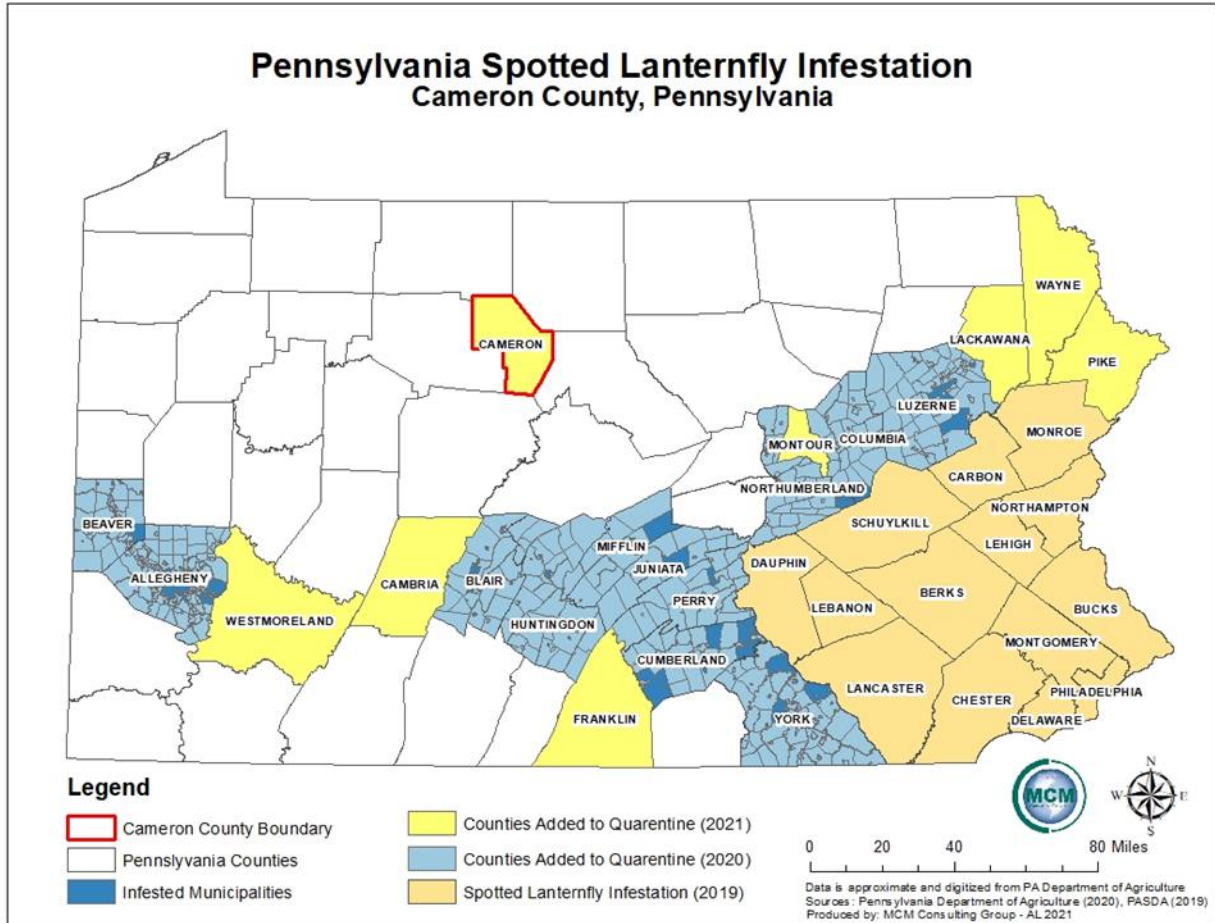 Pennsylvania Spotted Lanternfly Infestation
Cameron County, Pennsylvania
WAYNE
LACKAWANA
PIKE
CAMERON
LUZERNE
MONROE
MONTOUR
COLUMBIA
CARBON
NORTHUMBERLAND
NORTHAMPTON
SCHUYLKILL
BEAVER
LEHIGH
MIFFLIN
DAUPHIN
JUNIATA
ALLEGHENY
CAMBRIA
BLAIR
BERKS
PERRY
LEBANON
BUCKS
WESTMORELAND
HUNTINGDON
MONTGOMERY
CUMBERLAND
LANCASTER
PHILADELPHIA
CHESTER
FRANKLIN
YORK
DELAWARE
Legend
Cameron County Boundary
Pennslyvania Counties
Infested Municipalities
Counties Added to Quarentine (2021)
Counties Added to Quarentine (2020)
Spotted Lanternfly Infestation (2019)
MCM
N
W E
S
0 20 40 80 Miles
Data is approximate and digitized from PA Department of Agriculture
Sources: Pennsylvania Department of Agriculture (2020), PASDA (2019)
Produced by: MCM Consulting Group - AL 2021